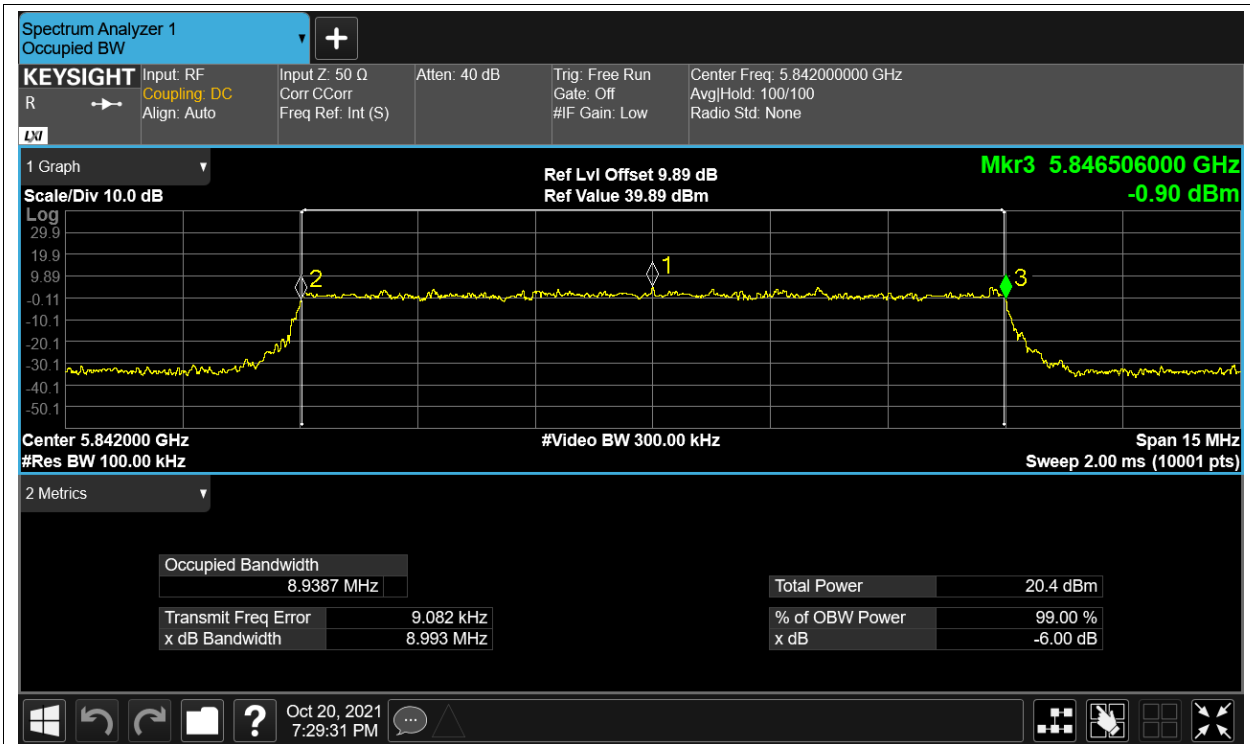 Spectrum Analyzer 1
Occupied BW
KEYSIGHT
R
LXI
Input: RF
Coupling: DC
Align: Auto
Input Z: 50 Ω
Corr CCorr
Freq Ref: Int (S)
Atten: 40 dB
Trig: Free Run
Gate: Off
#IF Gain: Low
Center Freq: 5.842000000 GHz
Avg|Hold: 100/100
Radio Std: None
1 Graph
Scale/Div 10.0 dB
Ref Lvl Offset 9.89 dB
Ref Value 39.89 dBm
Mkr3 5.846506000 GHz
-0.90 dBm
Log
29.9
19.9
9.89
-0.11
-10.1
-20.1
-30.1
-40.1
-50.1
2
1
3
Center 5.842000 GHz
#Res BW 100.00 kHz
#Video BW 300.00 kHz
Span 15 MHz
Sweep 2.00 ms (10001 pts)
2 Metrics
Occupied Bandwidth
8.9387 MHz
Transmit Freq Error 9.082 kHz
x dB Bandwidth 8.993 MHz
Total Power 20.4 dBm
% of OBW Power 99.00 %
x dB -6.00 dB
?
Oct 20, 2021
7:29:31 PM